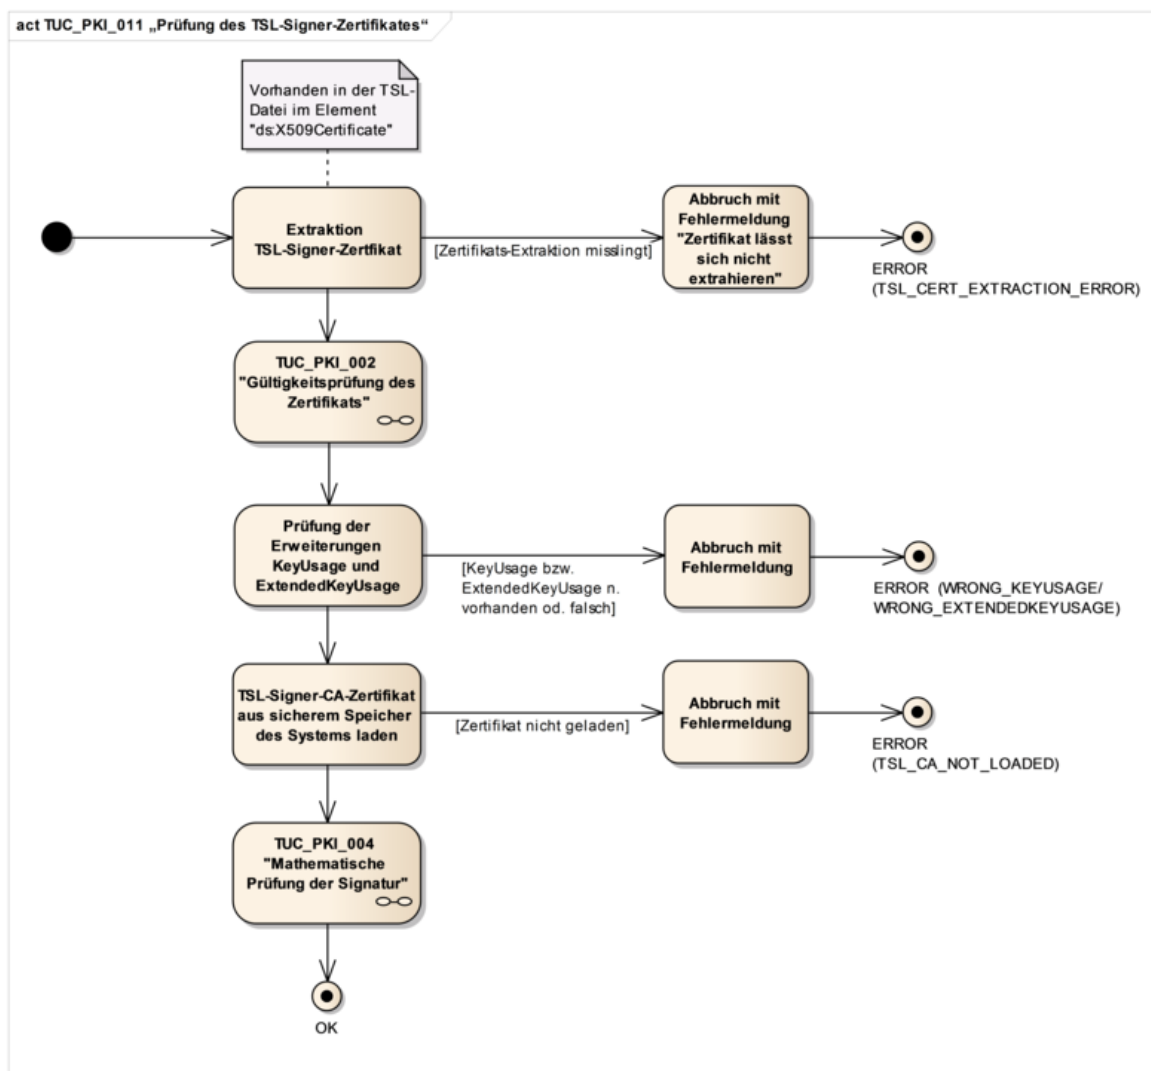 act TUC_PKI_011 „Prüfung des TSL-Signer-Zertifikates“
Vorhanden in der TSL-
Datei im Element
"ds:X509Certificate"
Extraktion
TSL-Signer-Zertfikat
[Zertifikats-Extraktion misslingt]
Abbruch mit
Fehlermeldung
"Zertifikat lässt
sich nicht
extrahieren"
ERROR
(TSL_CERT_EXTRACTION_ERROR)
TUC_PKI_002
"Gültigkeitsprüfung des
Zertifikats"
Prüfung der
Erweiterungen
KeyUsage und
ExtendedKeyUsage
[KeyUsage bzw.
ExtendedKeyUsage n.
vorhanden od. falsch]
Abbruch mit
Fehlermeldung
ERROR (WRONG_KEYUSAGE/
WRONG_EXTENDEDKEYUSAGE)
TSL-Signer-CA-Zertifikat
aus sicherem Speicher
des Systems laden
[Zertifikat nicht geladen]
Abbruch mit
Fehlermeldung
ERROR
(TSL_CA_NOT_LOADED)
TUC_PKI_004
"Mathematische
Prüfung der Signatur"
OK